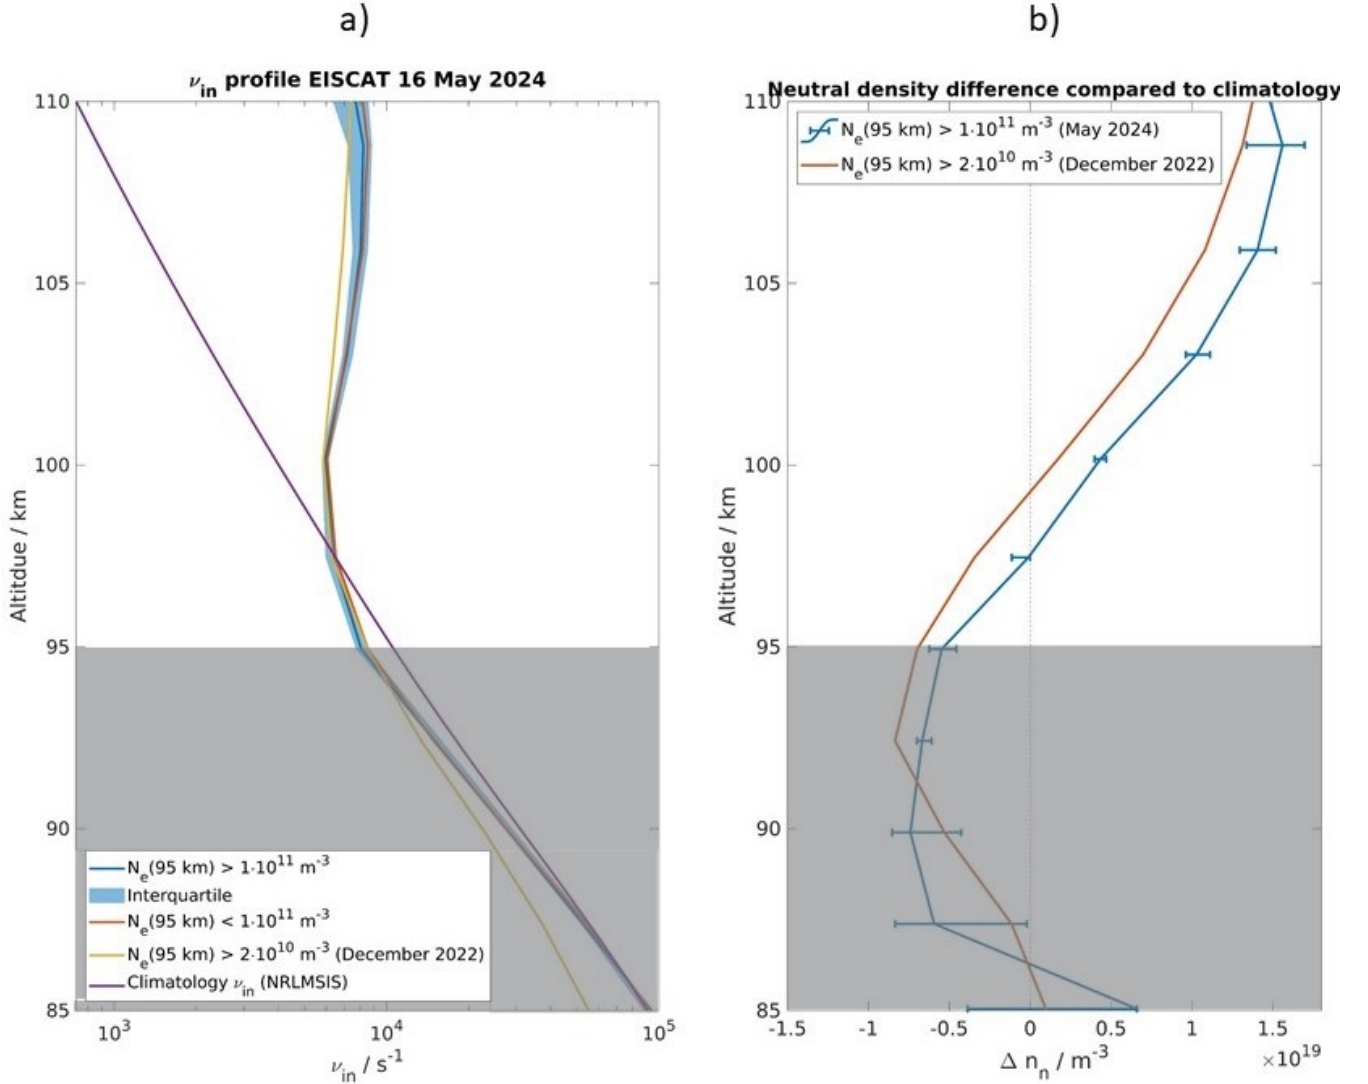 a)
ν_in profile EISCAT 16 May 2024
110
105
100
95
90
85
Altitdue / km
N_e(95 km) > 1·10^11 m^-3
Interquartile
N_e(95 km) < 1·10^11 m^-3
N_e(95 km) > 2·10^10 m^-3 (December 2022)
Climatology ν_in (NRLMSIS)
10^3 10^4 10^5
ν_in / s^-1
b)
Neutral density difference compared to climatology
N_e(95 km) > 1·10^11 m^-3 (May 2024)
N_e(95 km) > 2·10^10 m^-3 (December 2022)
110
105
100
95
90
85
Altitude / km
-1.5 -1 -0.5 0 0.5 1 1.5
×10^19
Δ n_n / m^-3